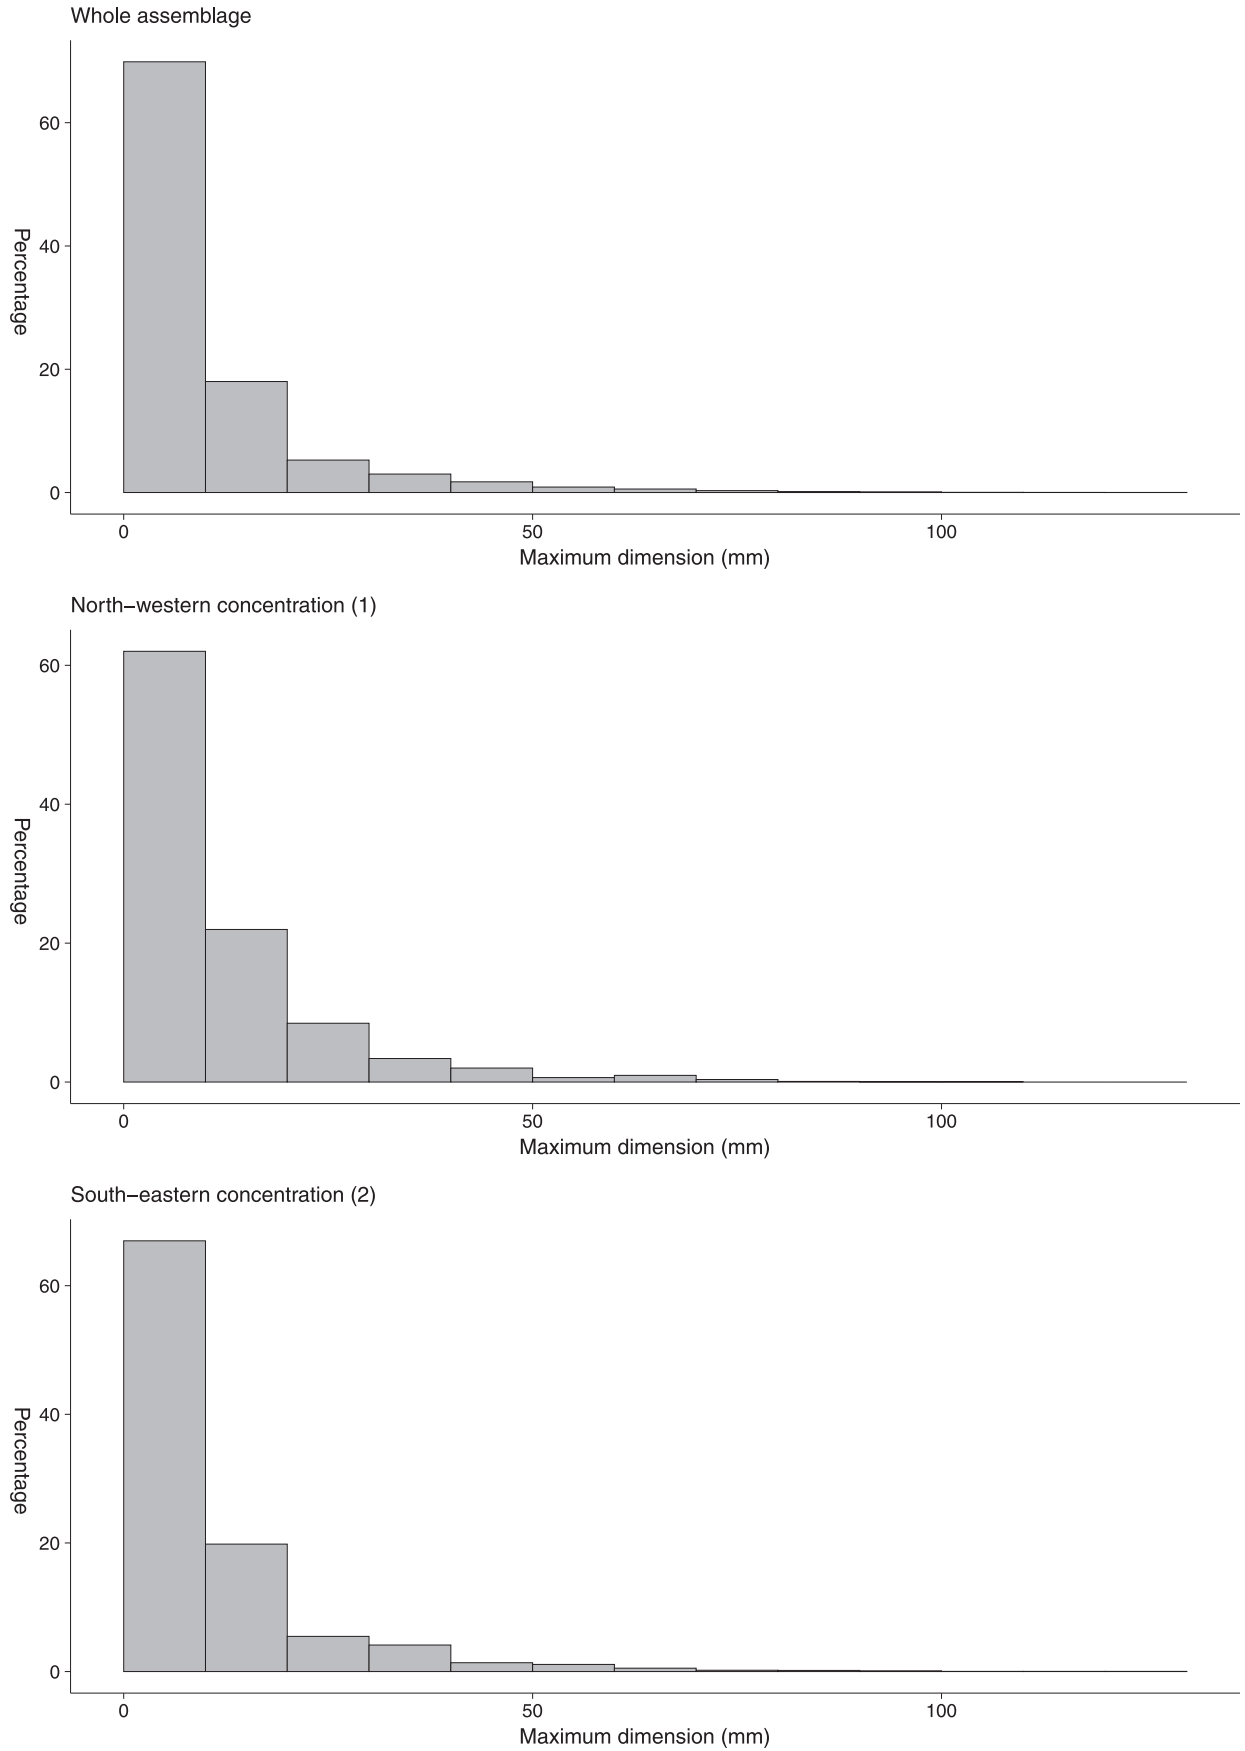 Whole assemblage
Percentage
60
40
20
0
0 50 100
Maximum dimension (mm)
North−western concentration (1)
Percentage
60
40
20
0
0 50 100
Maximum dimension (mm)
South−eastern concentration (2)
Percentage
60
40
20
0
0 50 100
Maximum dimension (mm)